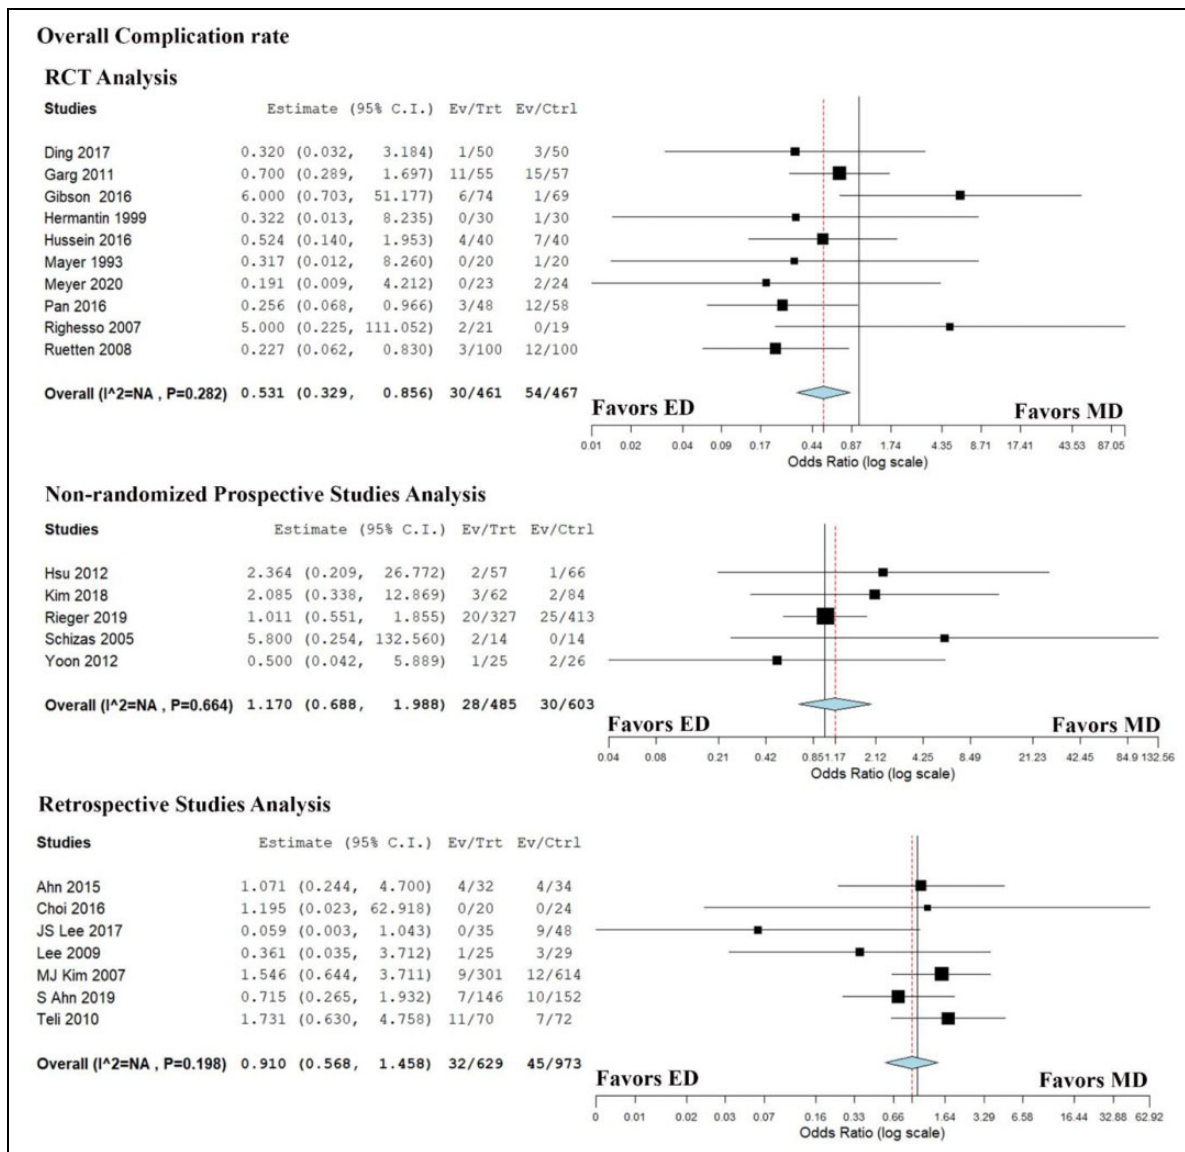 Overall Complication rate
RCT Analysis
Studies Estimate (95% C.I.) Ev/Trt Ev/Ctrl
Ding 2017 0.320 (0.032, 3.184) 1/50 3/50
Garg 2011 0.700 (0.289, 1.697) 11/55 15/57
Gibson 2016 6.000 (0.703, 51.177) 6/74 1/69
Hermantin 1999 0.322 (0.013, 8.235) 0/30 1/30
Hussein 2016 0.524 (0.140, 1.953) 4/40 7/40
Mayer 1993 0.317 (0.012, 8.260) 0/20 1/20
Meyer 2020 0.191 (0.009, 4.212) 0/23 2/24
Pan 2016 0.256 (0.068, 0.966) 3/48 12/58
Righesso 2007 5.000 (0.225, 111.052) 2/21 0/19
Ruetten 2008 0.227 (0.062, 0.830) 3/100 12/100
Overall (I^2=NA , P=0.282) 0.531 (0.329, 0.856) 30/461 54/467
Favors ED Favors MD
0.01 0.02 0.04 0.09 0.17 0.44 0.87 1.74 4.35 8.71 17.41 43.53 87.05
Odds Ratio (log scale)
Non-randomized Prospective Studies Analysis
Studies Estimate (95% C.I.) Ev/Trt Ev/Ctrl
Hsu 2012 2.364 (0.209, 26.772) 2/57 1/66
Kim 2018 2.085 (0.338, 12.869) 3/62 2/84
Rieger 2019 1.011 (0.551, 1.855) 20/327 25/413
Schizas 2005 5.800 (0.254, 132.560) 2/14 0/14
Yoon 2012 0.500 (0.042, 5.889) 1/25 2/26
Overall (I^2=NA , P=0.664) 1.170 (0.688, 1.988) 28/485 30/603
Favors ED Favors MD
0.04 0.08 0.21 0.42 0.851.17 2.12 4.25 8.49 21.23 42.45 84.9 132.56
Odds Ratio (log scale)
Retrospective Studies Analysis
Studies Estimate (95% C.I.) Ev/Trt Ev/Ctrl
Ahn 2015 1.071 (0.244, 4.700) 4/32 4/34
Choi 2016 1.195 (0.023, 62.918) 0/20 0/24
JS Lee 2017 0.059 (0.003, 1.043) 0/35 9/48
Lee 2009 0.361 (0.035, 3.712) 1/25 3/29
MJ Kim 2007 1.546 (0.644, 3.711) 9/301 12/614
S Ahn 2019 0.715 (0.265, 1.932) 7/146 10/152
Teli 2010 1.731 (0.630, 4.758) 11/70 7/72
Overall (I^2=NA , P=0.198) 0.910 (0.568, 1.458) 32/629 45/973
Favors ED Favors MD
0 0.01 0.02 0.03 0.07 0.16 0.33 0.66 1.64 3.29 6.58 16.44 32.88 62.92
Odds Ratio (log scale)